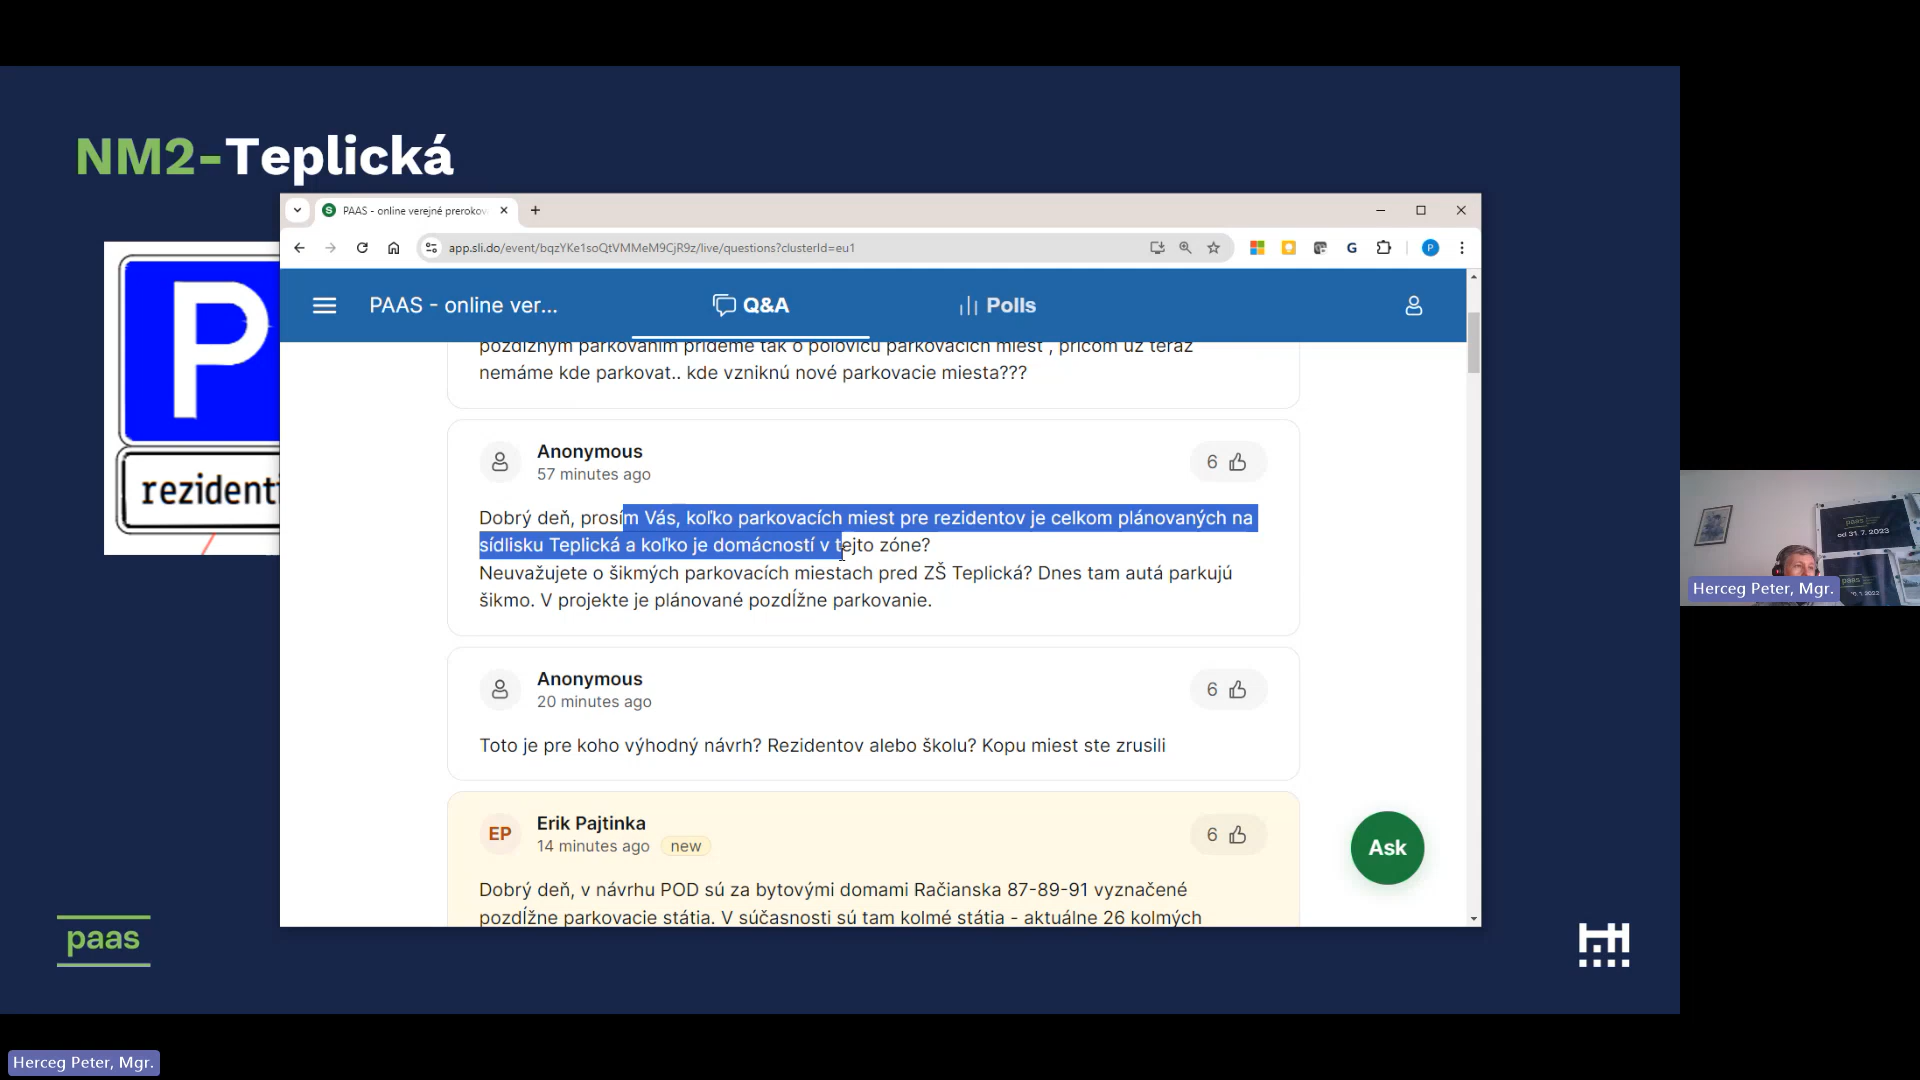 NM2-Teplická
PAAS - online verejné prerokov
app.sli.do/event/bqzYKe1soQtVMMeM9CjR9z/live/questions?clusterId=eu1
G
P
PAAS - online ver...
Q&A
Polls
P
rezident
pozdĺžnym parkovaním prídeme tak o polovicu parkovacích miest , pričom už teraz
nemáme kde parkovat.. kde vzniknú nové parkovacie miesta???
Anonymous
57 minutes ago
6
Dobrý deň, prosím Vás, koľko parkovacích miest pre rezidentov je celkom plánovaných na
sídlisku Teplická a koľko je domácností v tejto zóne?
Neuvažujete o šikmých parkovacích miestach pred ZŠ Teplická? Dnes tam autá parkujú
šikmo. V projekte je plánované pozdĺžne parkovanie.
Anonymous
20 minutes ago
6
Toto je pre koho výhodný návrh? Rezidentov alebo školu? Kopu miest ste zrusili
EP
Erik Pajtinka
14 minutes ago new
6
Dobrý deň, v návrhu POD sú za bytovými domami Račianska 87-89-91 vyznačené
pozdĺžne parkovacie státia. V súčasnosti sú tam kolmé státia - aktuálne 26 kolmých
Ask
paas
paas
od 31. 7. 2023
paas
Herceg Peter, Mgr.
Herceg Peter, Mgr.